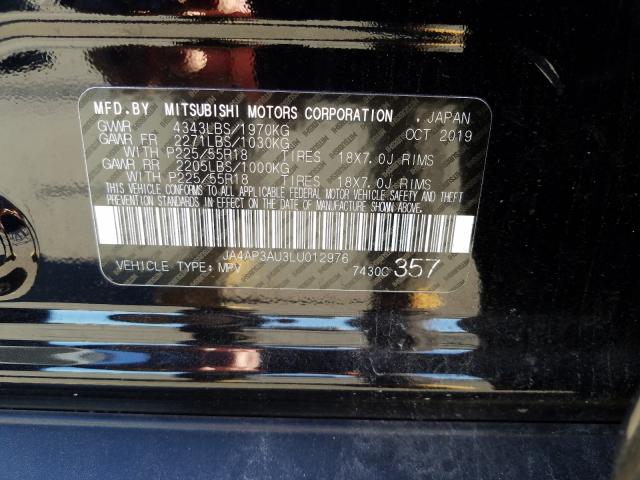 MFD.BY MITSUBISHI MOTORS CORPORATION . JAPAN
GVWR 4343LBS/1970KG OCT 2019
GAWR FR 2271LBS/1030KG
WITH P225/55R18 TIRES 18X7.0J RIMS
GAWR RR 2205LBS/1000KG
WITH P225/55R18 TIRES 18X7.0J RIMS
THIS VEHICLE CONFORMS TO ALL APPLICABLE FEDERAL MOTOR VEHICLE SAFETY AND THEFT
PREVENTION STANDARDS IN EFFECT ON THE DATE OF MANUFACTURE SHOWN ABOVE.
JA4AP3AU3LU012976
VEHICLE TYPE: MPV 7430C 357